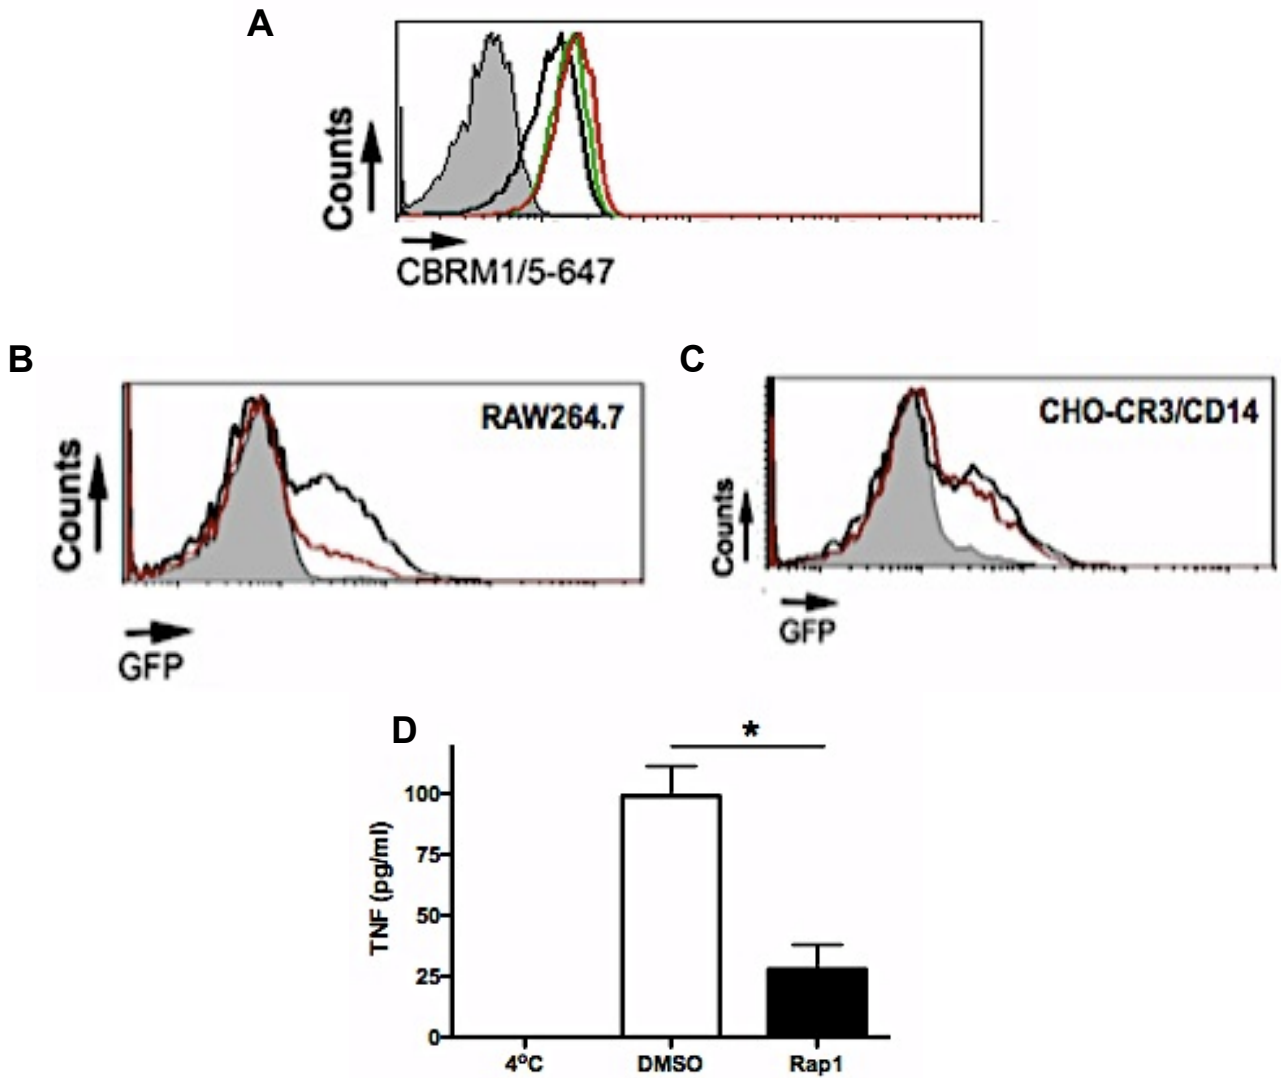 A
Counts
CBRM1/5-647
B
RAW264.7
Counts
GFP
C
CHO-CR3/CD14
Counts
GFP
D
*
TNF (pg/ml)
100
75
50
25
0
4ºC DMSO Rap1